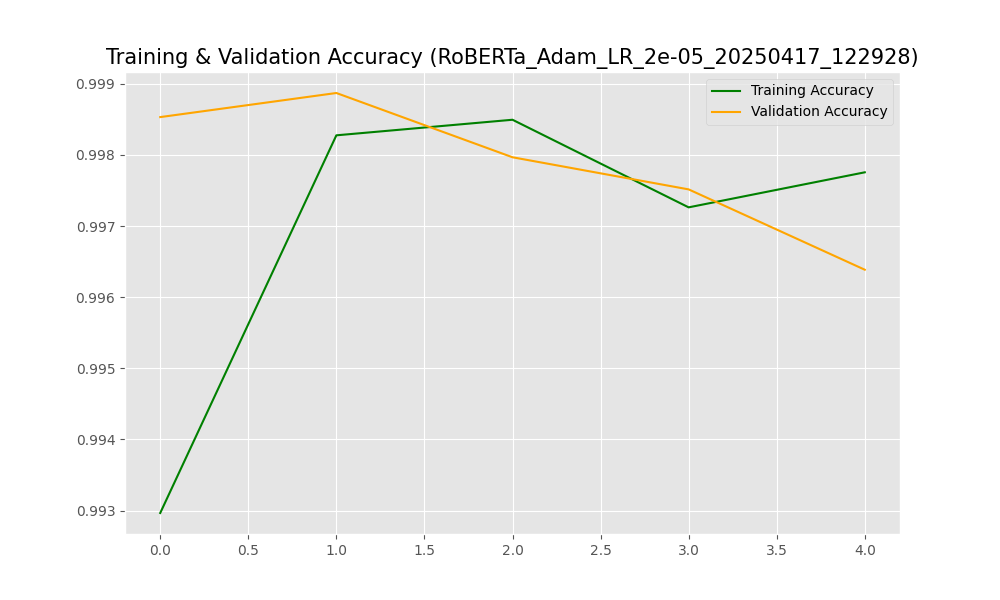 Training & Validation Accuracy (RoBERTa_Adam_LR_2e-05_20250417_122928)
Training Accuracy
Validation Accuracy
0.999
0.998
0.997
0.996
0.995
0.994
0.993
0.0 0.5 1.0 1.5 2.0 2.5 3.0 3.5 4.0